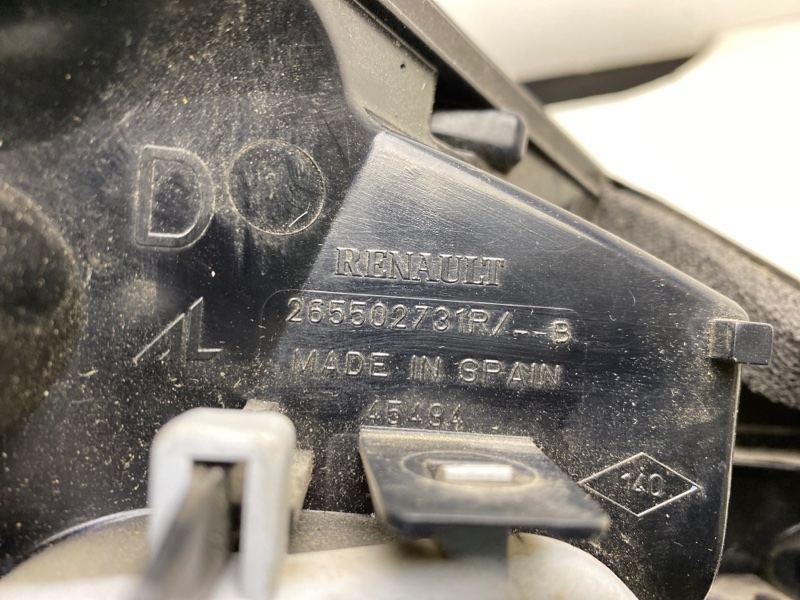 D
RENAULT
265502731R/--B
MADE IN SPAIN
45494
140